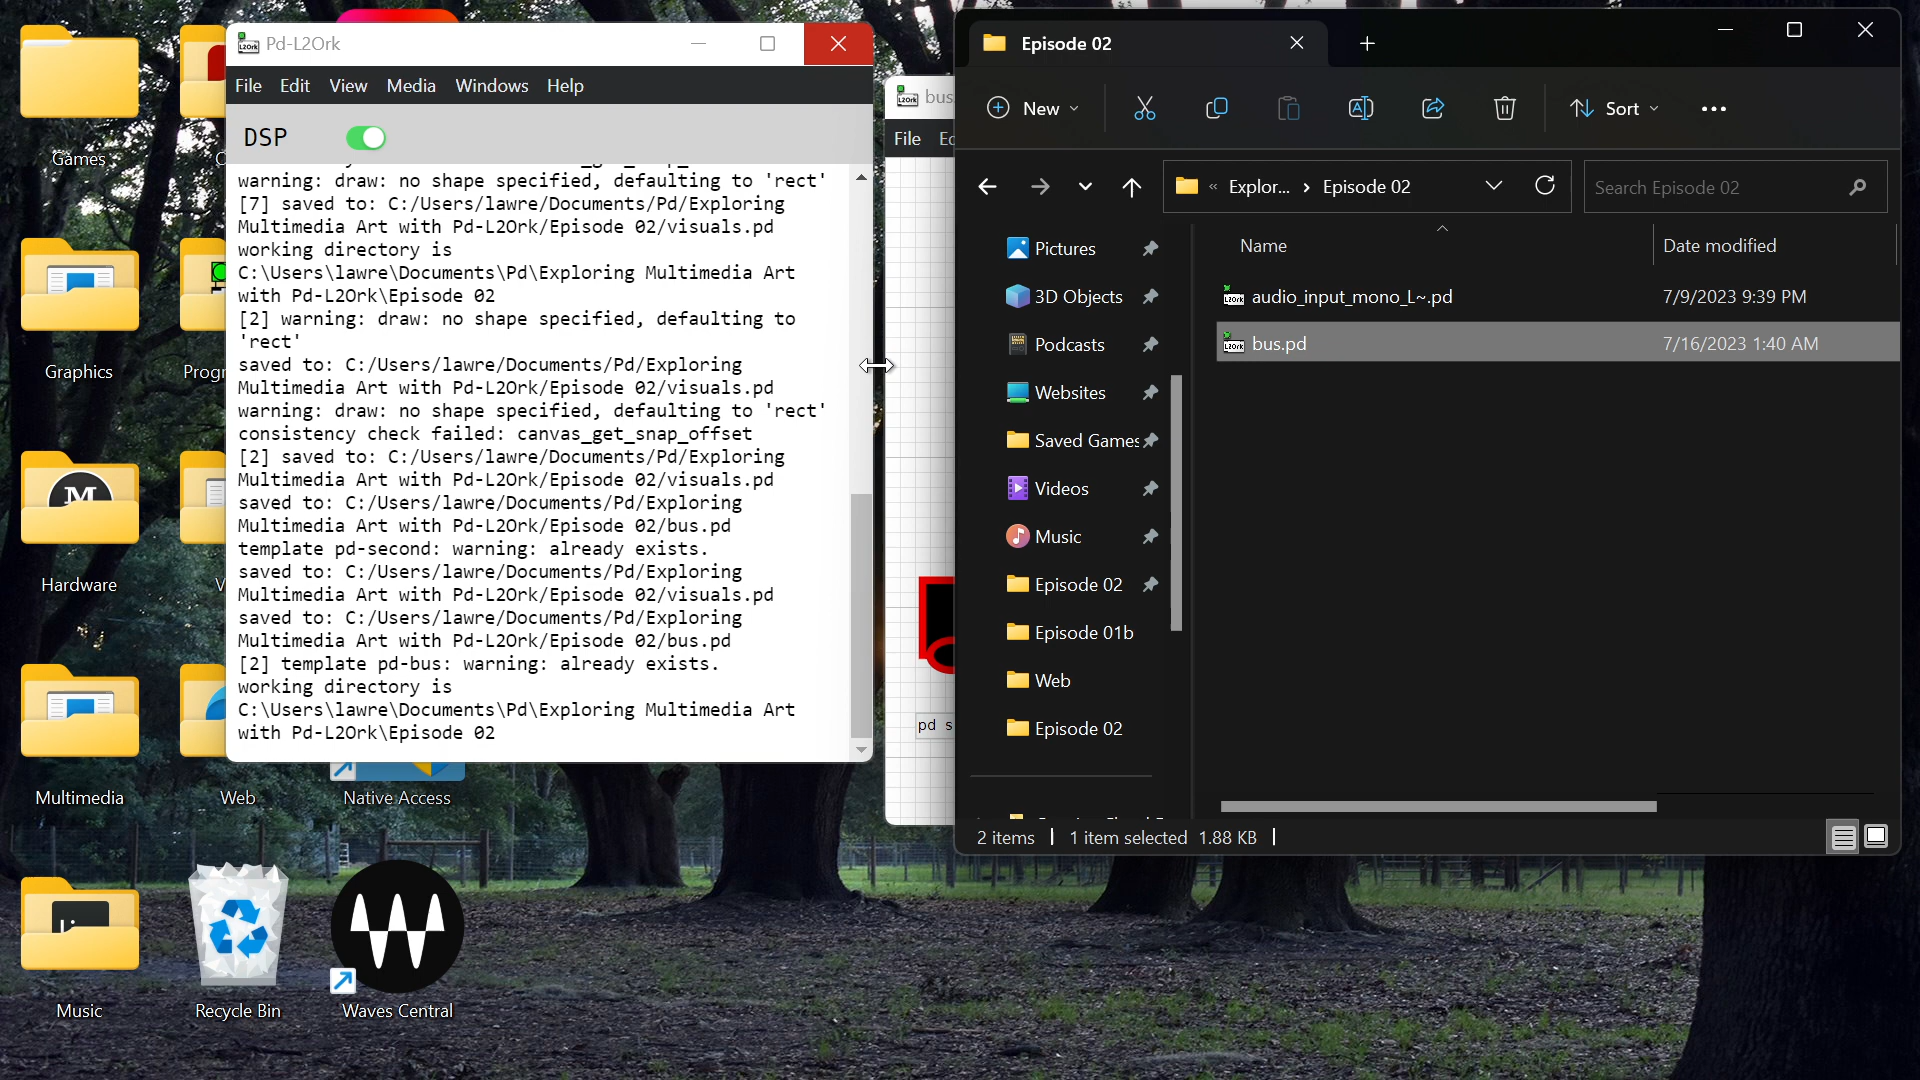 Games
Graphics
Progr
Hardware
Multimedia
Web
Native Access
Music
Recycle Bin
Waves Central
Pd-L2Ork
File Edit View Media Windows Help
DSP
warning: draw: no shape specified, defaulting to 'rect'
[7] saved to: C:/Users/lawre/Documents/Pd/Exploring
Multimedia Art with Pd-L2Ork/Episode 02/visuals.pd
working directory is
C:\Users\lawre\Documents\Pd\Exploring Multimedia Art
with Pd-L2Ork\Episode 02
[2] warning: draw: no shape specified, defaulting to
'rect'
saved to: C:/Users/lawre/Documents/Pd/Exploring
Multimedia Art with Pd-L2Ork/Episode 02/visuals.pd
warning: draw: no shape specified, defaulting to 'rect'
consistency check failed: canvas_get_snap_offset
[2] saved to: C:/Users/lawre/Documents/Pd/Exploring
Multimedia Art with Pd-L2Ork/Episode 02/visuals.pd
saved to: C:/Users/lawre/Documents/Pd/Exploring
Multimedia Art with Pd-L2Ork/Episode 02/bus.pd
template pd-second: warning: already exists.
saved to: C:/Users/lawre/Documents/Pd/Exploring
Multimedia Art with Pd-L2Ork/Episode 02/visuals.pd
saved to: C:/Users/lawre/Documents/Pd/Exploring
Multimedia Art with Pd-L2Ork/Episode 02/bus.pd
[2] template pd-bus: warning: already exists.
working directory is
C:\Users\lawre\Documents\Pd\Exploring Multimedia Art
with Pd-L2Ork\Episode 02
bus.
File Ed
pd s
Episode 02
New
Sort
« Explor... › Episode 02
Search Episode 02
Pictures
3D Objects
Podcasts
Websites
Saved Games
Videos
Music
Episode 02
Episode 01b
Web
Episode 02
Name Date modified
audio_input_mono_L~.pd 7/9/2023 9:39 PM
bus.pd 7/16/2023 1:40 AM
2 items 1 item selected 1.88 KB